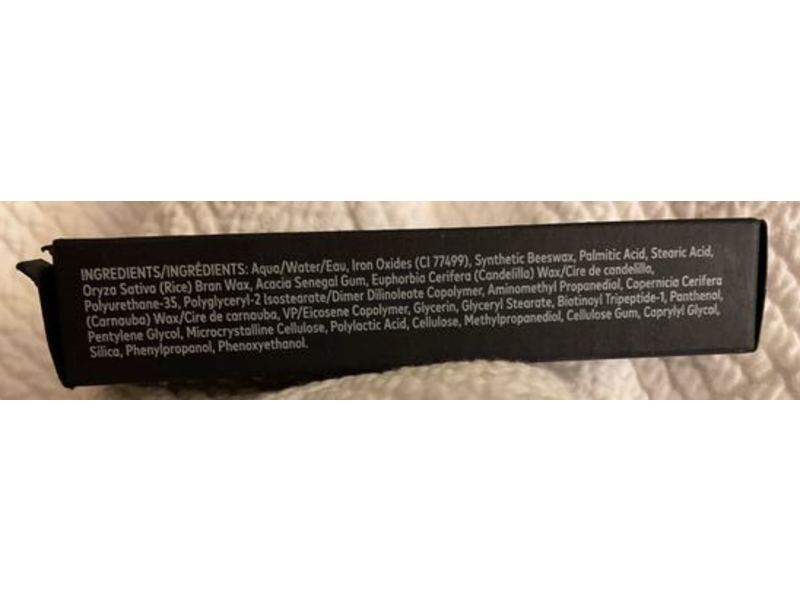 INGREDIENTS/INGRÉDIENTS: Aqua/Water/Eau, Iron Oxides (CI 77499), Synthetic Beeswax, Palmitic Acid, Stearic Acid,
Oryza Sativa (Rice) Bran Wax, Acacia Senegal Gum, Euphorbia Cerifera (Candelilla) Wax/Cire de candelilla,
Polyurethane-35, Polyglyceryl-2 Isostearate/Dimer Dilinoleate Copolymer, Aminomethyl Propanediol, Copernicia Cerifera
(Carnauba) Wax/Cire de carnauba, VP/Eicosene Copolymer, Glycerin, Glyceryl Stearate, Biotinoyl Tripeptide-1, Panthenol,
Pentylene Glycol, Microcrystalline Cellulose, Polylactic Acid, Cellulose, Methylpropanediol, Cellulose Gum, Caprylyl Glycol,
Silica, Phenylpropanol, Phenoxyethanol.